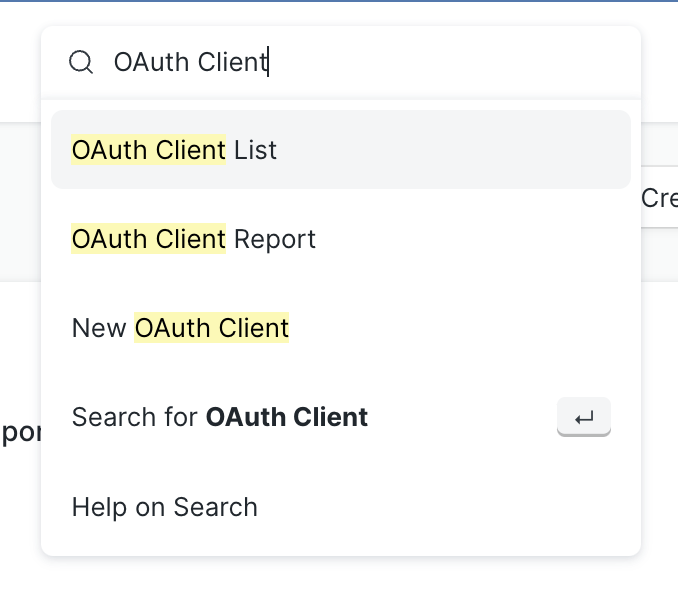 OAuth Client
OAuth Client List
Cre
OAuth Client Report
New OAuth Client
Search for OAuth Client
por
Help on Search